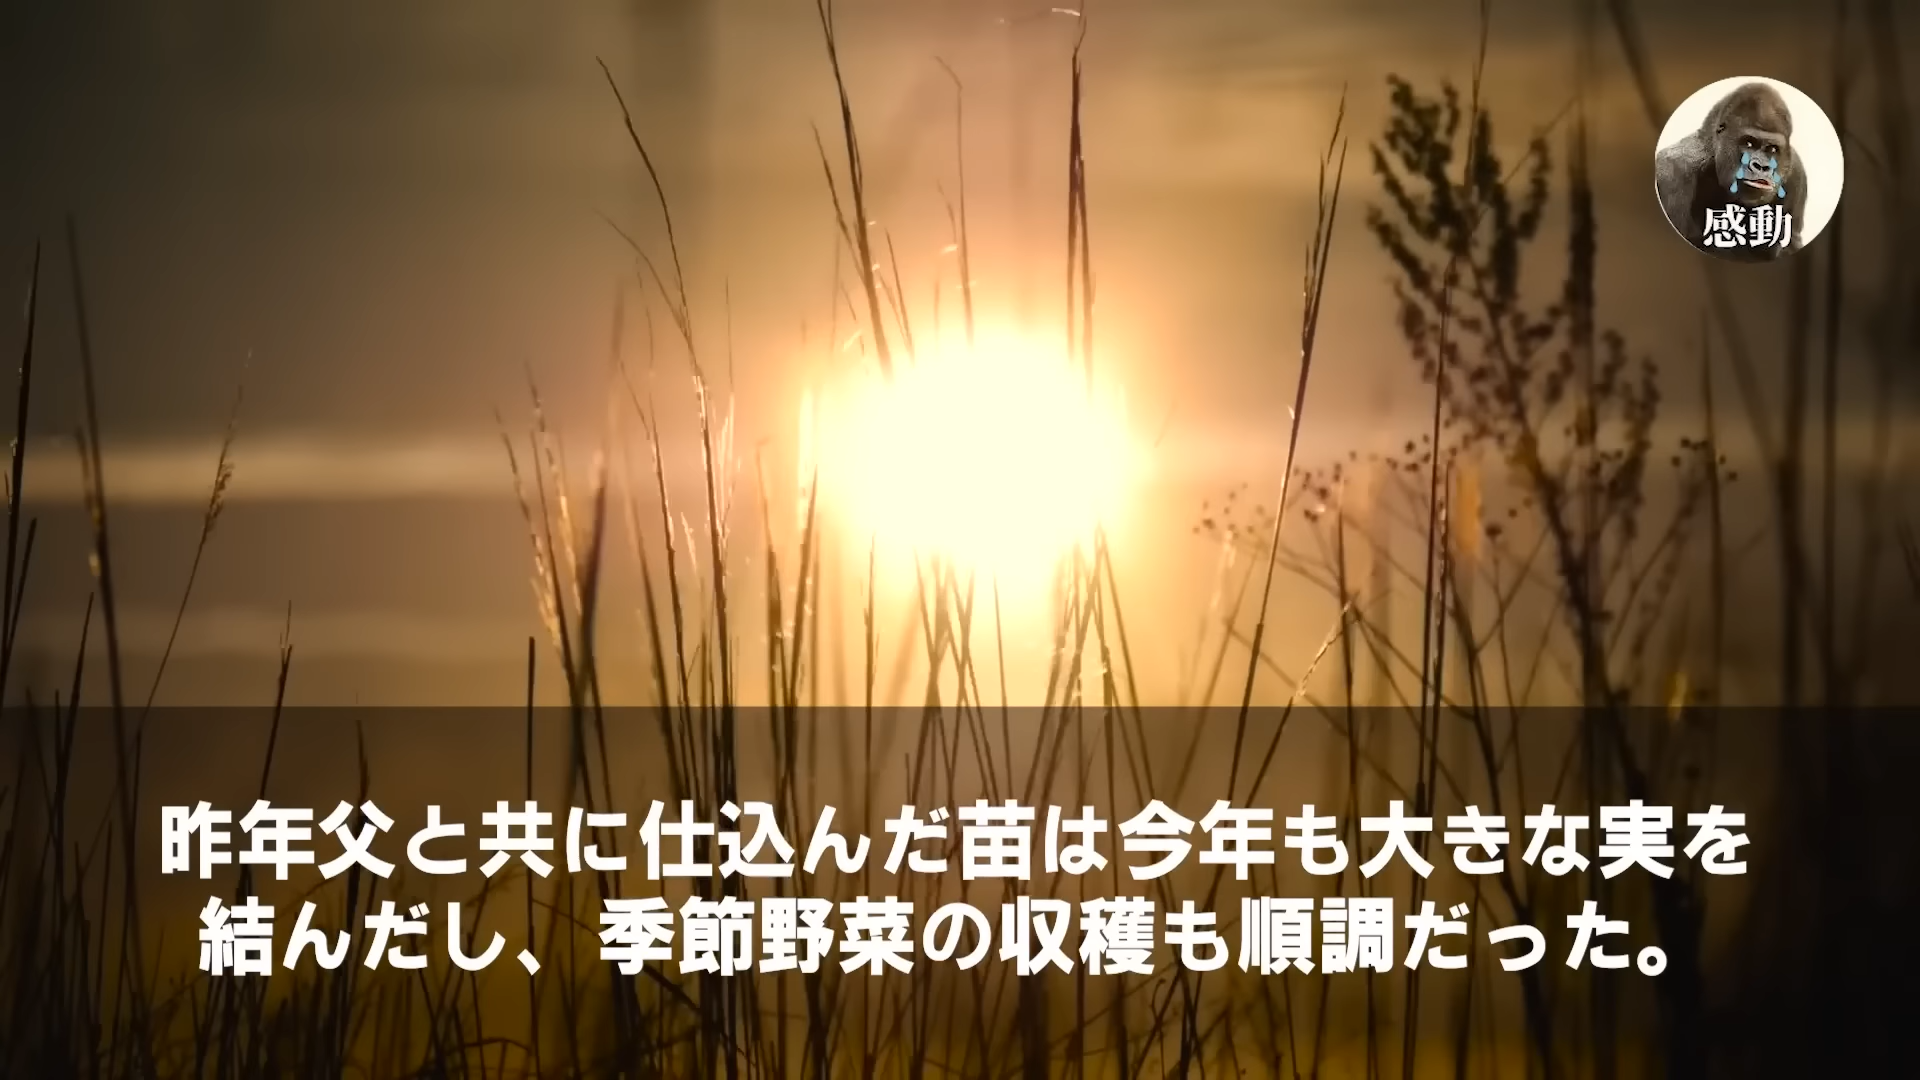 感動
昨年父と共に仕込んだ苗は今年も大きな実を
結んだし、季節野菜の収穫も順調だった。